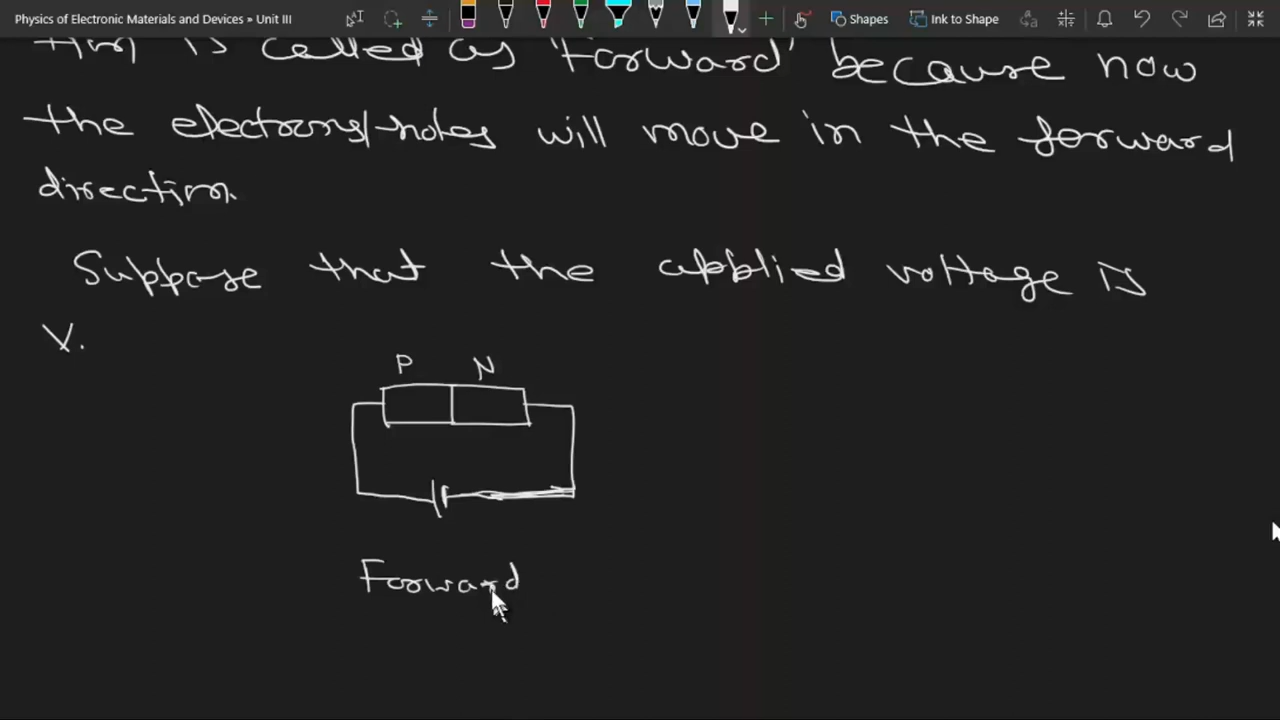 Physics of Electronic Materials and Devices » Unit III
Shapes
Ink to Shape
tion is called as 'Forward' because now
the electrons/holes will move in the forward
direction.
Suppose that the applied voltage is
V.
P N
Forward